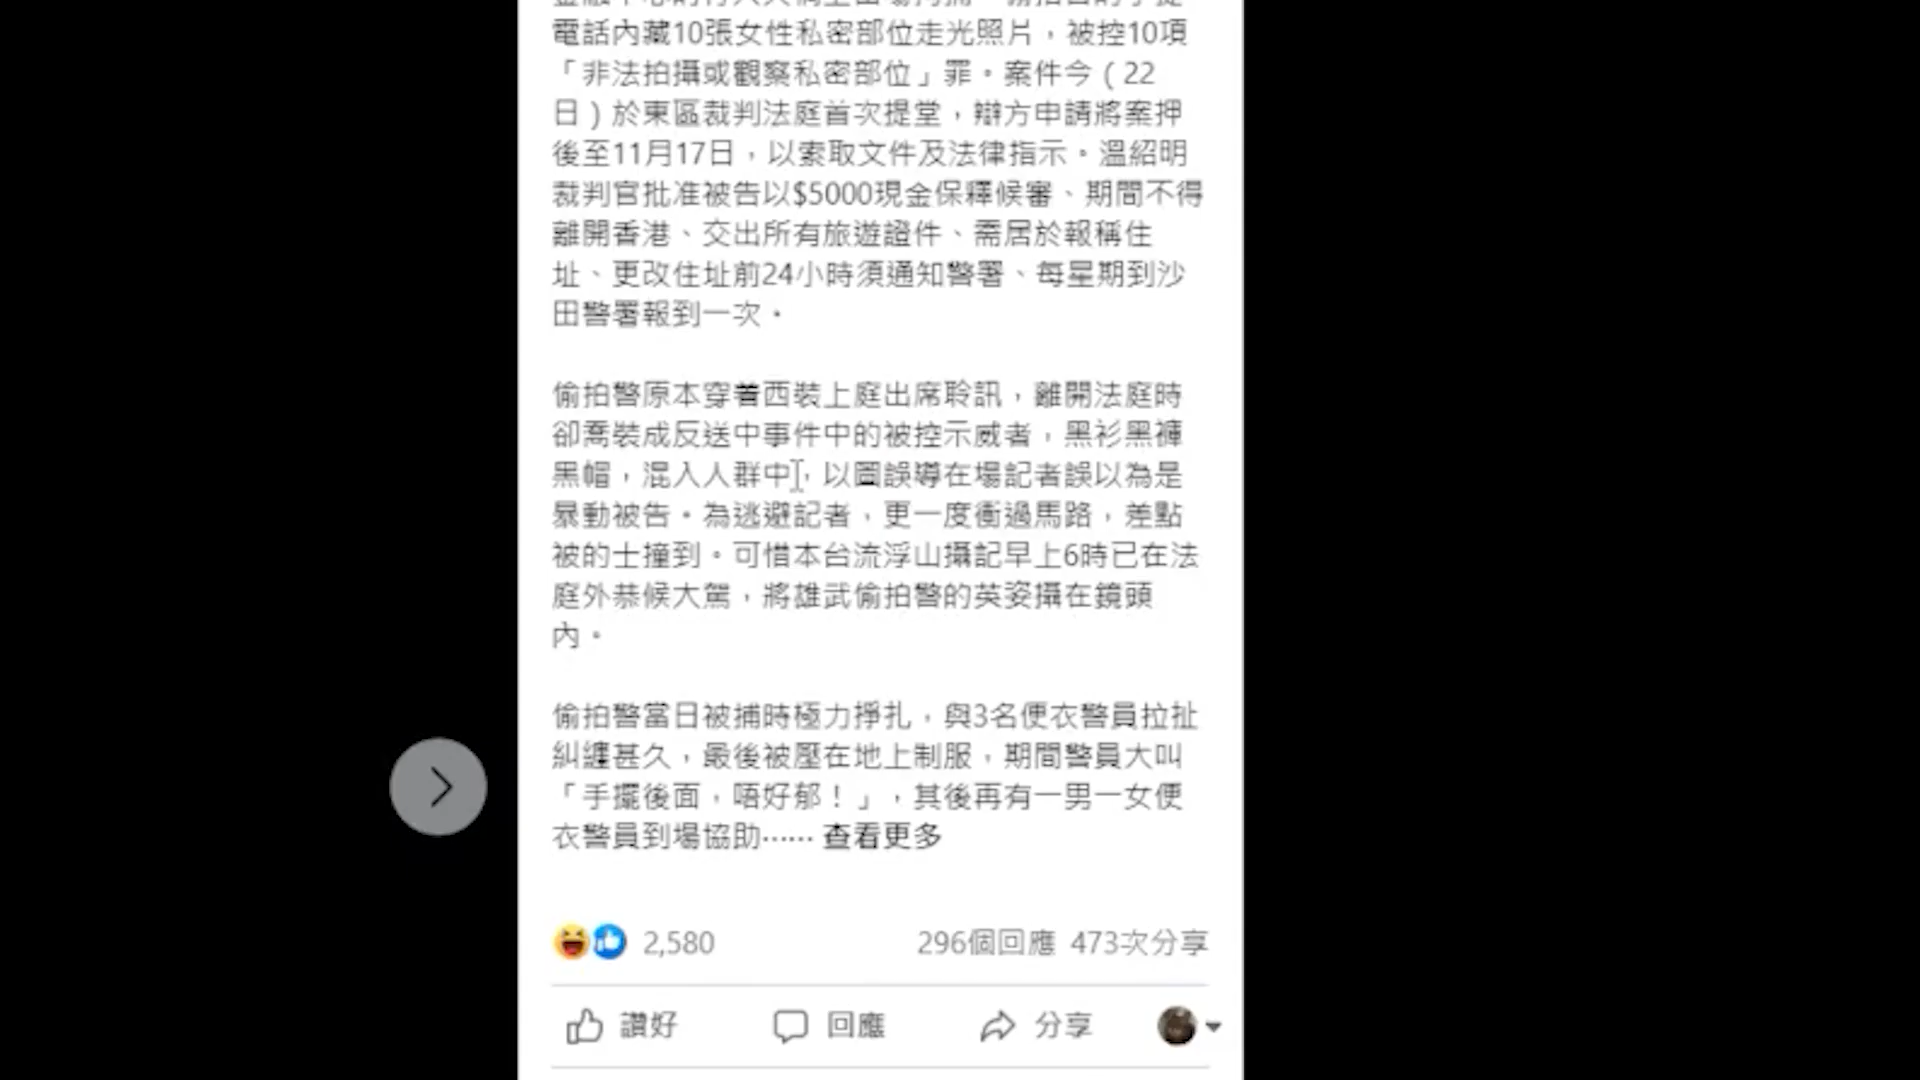 電話內藏10張女性私密部位走光照片，被控10項
「非法拍攝或觀察私密部位」罪。案件今（22
日）於東區裁判法庭首次提堂，辯方申請將案押
後至11月17日，以索取文件及法律指示。溫紹明
裁判官批准被告以$5000現金保釋候審、期間不得
離開香港、交出所有旅遊證件、需居於報稱住
址、更改住址前24小時須通知警署、每星期到沙
田警署報到一次。
偷拍警原本穿着西裝上庭出席聆訊，離開法庭時
卻喬裝成反送中事件中的被控示威者，黑衫黑褲
黑帽，混入人群中，以圖誤導在場記者誤以為是
暴動被告。為逃避記者，更一度衝過馬路，差點
被的士撞到。可惜本台流浮山攝記早上6時已在法
庭外恭候大駕，將雄武偷拍警的英姿攝在鏡頭
內。
偷拍警當日被捕時極力掙扎，與3名便衣警員拉扯
糾纏甚久，最後被壓在地上制服，期間警員大叫
「手擺後面，唔好郁！」，其後再有一男一女便
衣警員到場協助…… 查看更多
2,580 296個回應 473次分享
讚好 回應 分享